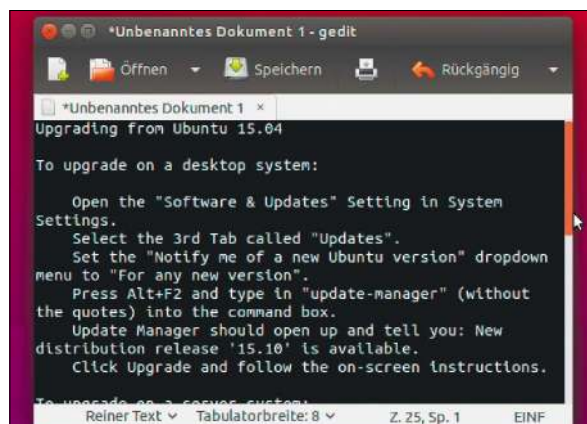 *Unbenanntes Dokument 1 - gedit
Öffnen Speichern Rückgängig
*Unbenanntes Dokument 1 ×
Upgrading from Ubuntu 15.04
To upgrade on a desktop system:
Open the "Software & Updates" Setting in System
Settings.
Select the 3rd Tab called "Updates".
Set the "Notify me of a new Ubuntu version" dropdown
menu to "For any new version".
Press Alt+F2 and type in "update-manager" (without
the quotes) into the command box.
Update Manager should open up and tell you: New
distribution release '15.10' is available.
Click Upgrade and follow the on-screen instructions.
To upgrade on a server system:
Reiner Text Tabulatorbreite: 8 Z. 25, Sp. 1 EINF